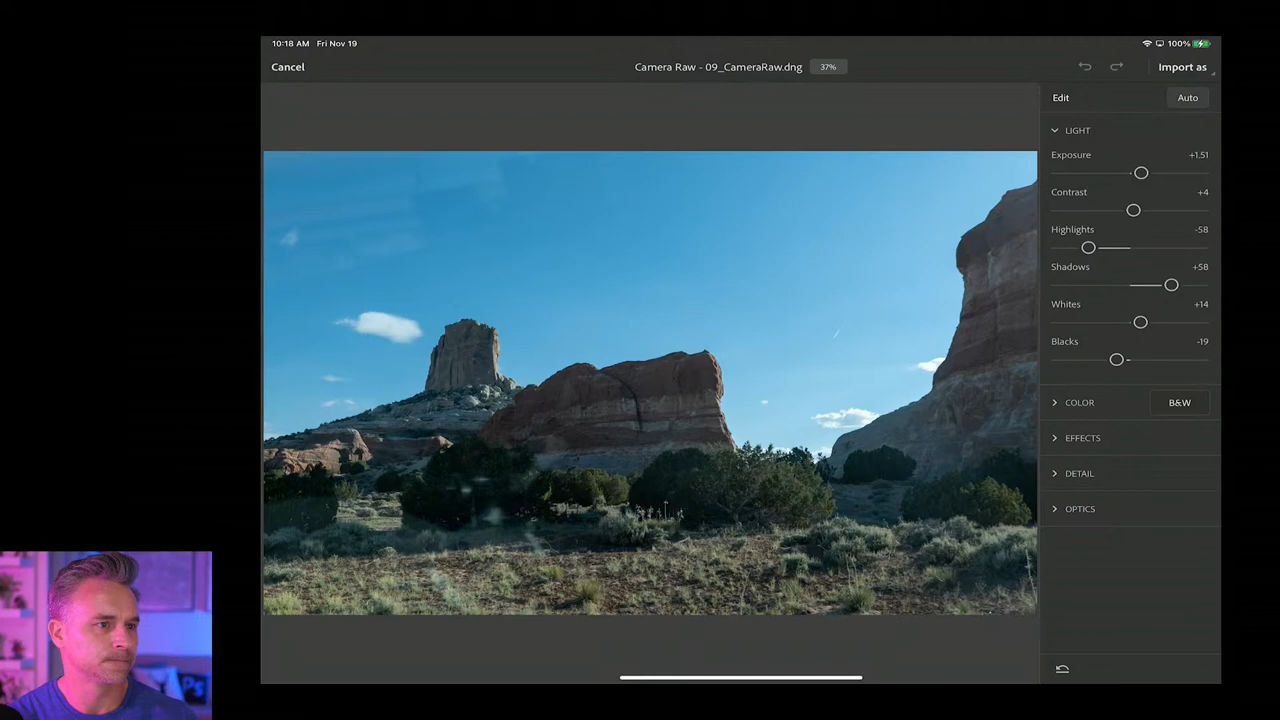 10:18 AM Fri Nov 19
100%
Cancel
Camera Raw - 09_CameraRaw.dng 37%
Import as
Edit
Auto
LIGHT
Exposure +1.51
Contrast +4
Highlights -58
Shadows +58
Whites +14
Blacks -19
COLOR
B&W
EFFECTS
DETAIL
OPTICS
Ps